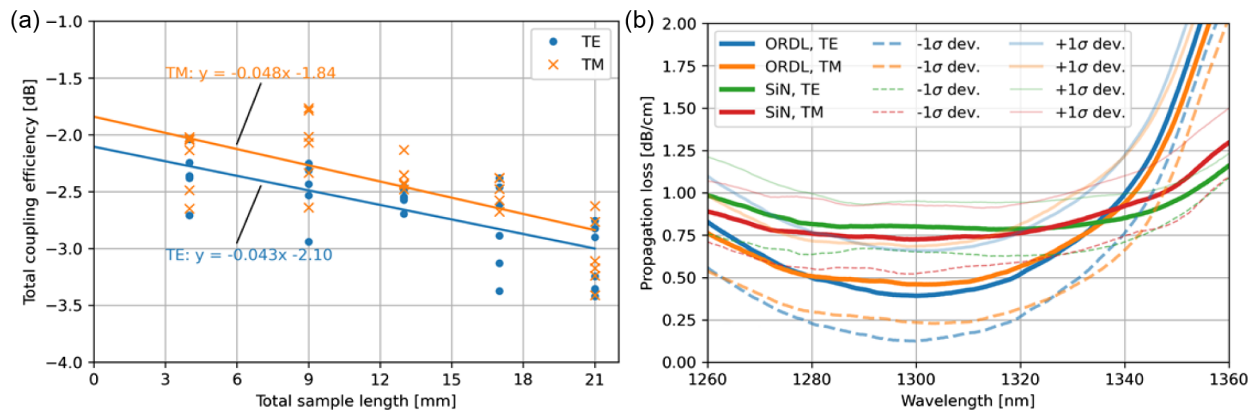 (a)
Total coupling efficiency [dB]
−1.0
−1.5
−2.0
−2.5
−3.0
−3.5
−4.0
TE
TM
TM: y = -0.048x -1.84
TE: y = -0.043x -2.10
0 3 6 9 12 15 18 21
Total sample length [mm]
(b)
Propagation loss [dB/cm]
2.00
1.75
1.50
1.25
1.00
0.75
0.50
0.25
0.00
ORDL, TE -1σ dev. +1σ dev.
ORDL, TM -1σ dev. +1σ dev.
SiN, TE -1σ dev. +1σ dev.
SiN, TM -1σ dev. +1σ dev.
1260 1280 1300 1320 1340 1360
Wavelength [nm]